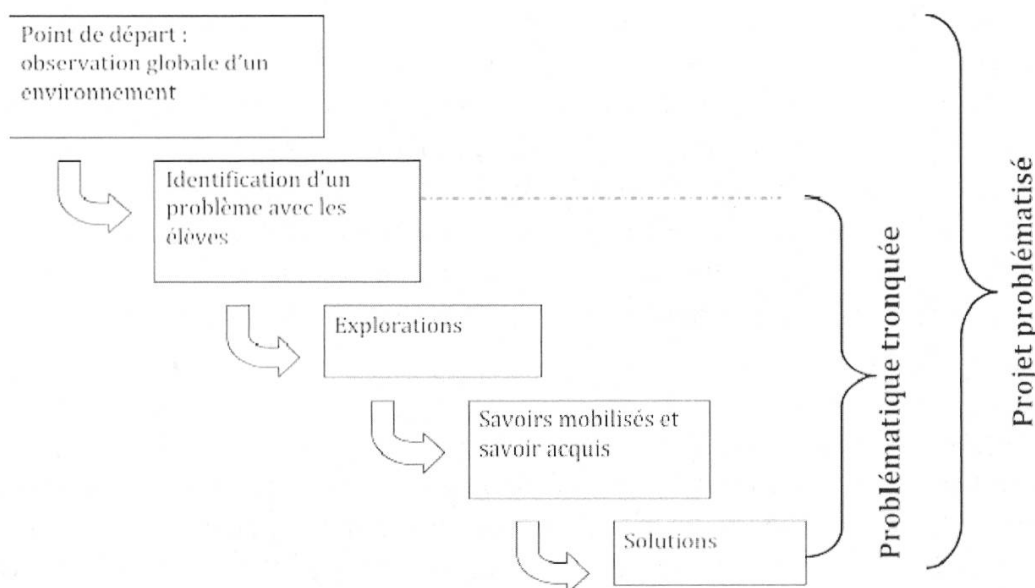 Point de départ :
observation globale d'un
environnement
Identification d'un
problème avec les
élèves
Explorations
Savoirs mobilisés et
savoir acquis
Solutions
Problématique tronquée
Projet problématisé